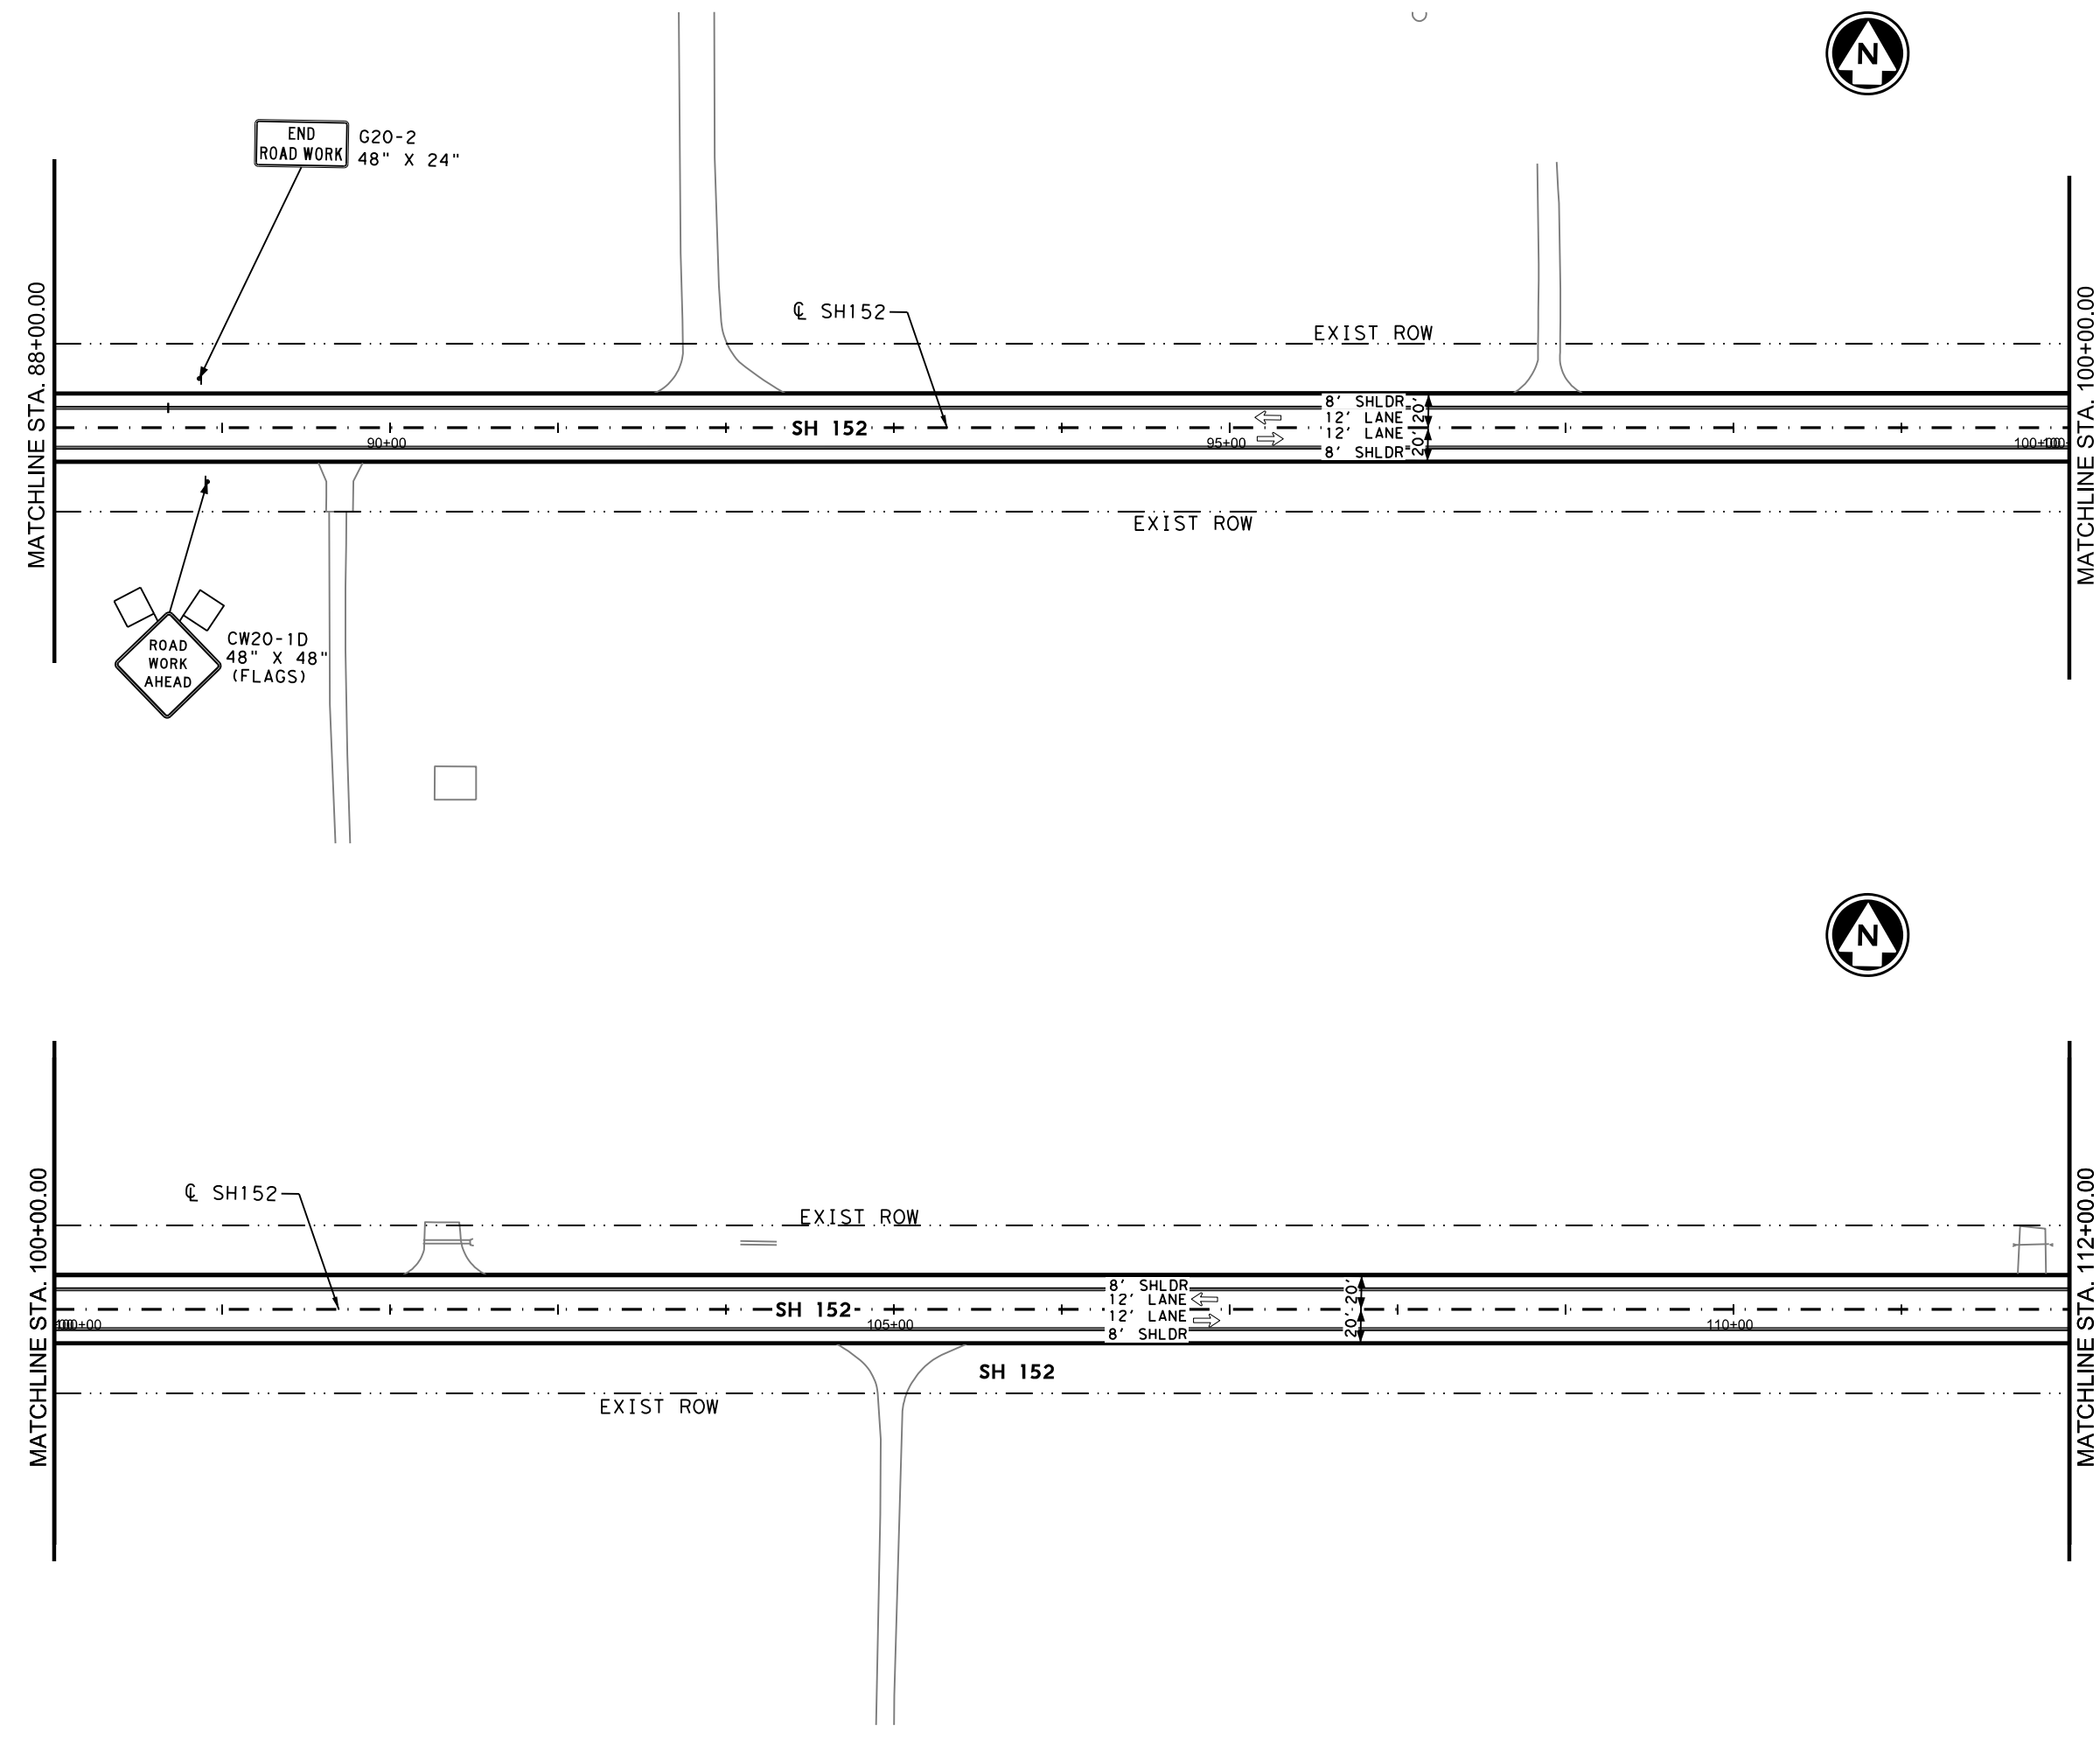 N
END
ROAD WORK
G20-2
48" X 24"
MATCHLINE STA. 88+00.00
MATCHLINE STA. 100+00.00
℄ SH152
EXIST ROW
8' SHLDR
12' LANE
12' LANE
8' SHLDR
20'
20'
SH 152
90+00
95+00
100+00
EXIST ROW
ROAD
WORK
AHEAD
CW20-1D
48" X 48"
(FLAGS)
N
MATCHLINE STA. 100+00.00
MATCHLINE STA. 112+00.00
℄ SH152
EXIST ROW
8' SHLDR
12' LANE
12' LANE
8' SHLDR
20'
20'
SH 152
100+00
105+00
110+00
SH 152
EXIST ROW